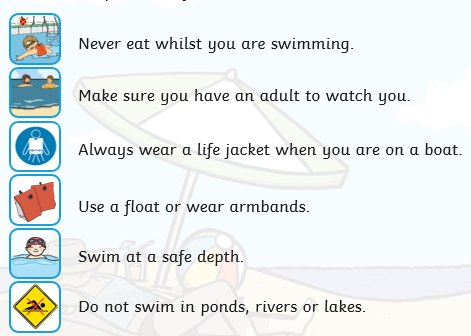 Never eat whilst you are swimming.
Make sure you have an adult to watch you.
Always wear a life jacket when you are on a boat.
Use a float or wear armbands.
Swim at a safe depth.
Do not swim in ponds, rivers or lakes.